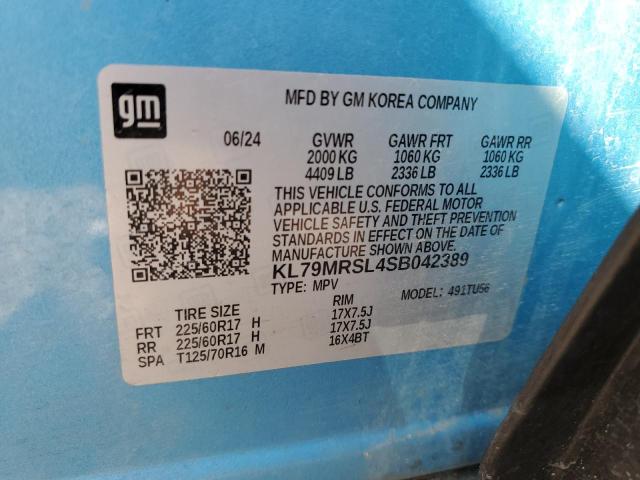 gm
MFD BY GM KOREA COMPANY
06/24 GVWR GAWR FRT GAWR RR
2000 KG 1060 KG 1060 KG
4409 LB 2336 LB 2336 LB
THIS VEHICLE CONFORMS TO ALL
APPLICABLE U.S. FEDERAL MOTOR
VEHICLE SAFETY AND THEFT PREVENTION
STANDARDS IN EFFECT ON THE DATE OF
MANUFACTURE SHOWN ABOVE.
KL79MRSL4SB042389
TYPE: MPV MODEL: 491TU56
TIRE SIZE RIM
FRT 225/60R17 H 17X7.5J
RR 225/60R17 H 17X7.5J
SPA T125/70R16 M 16X4BT